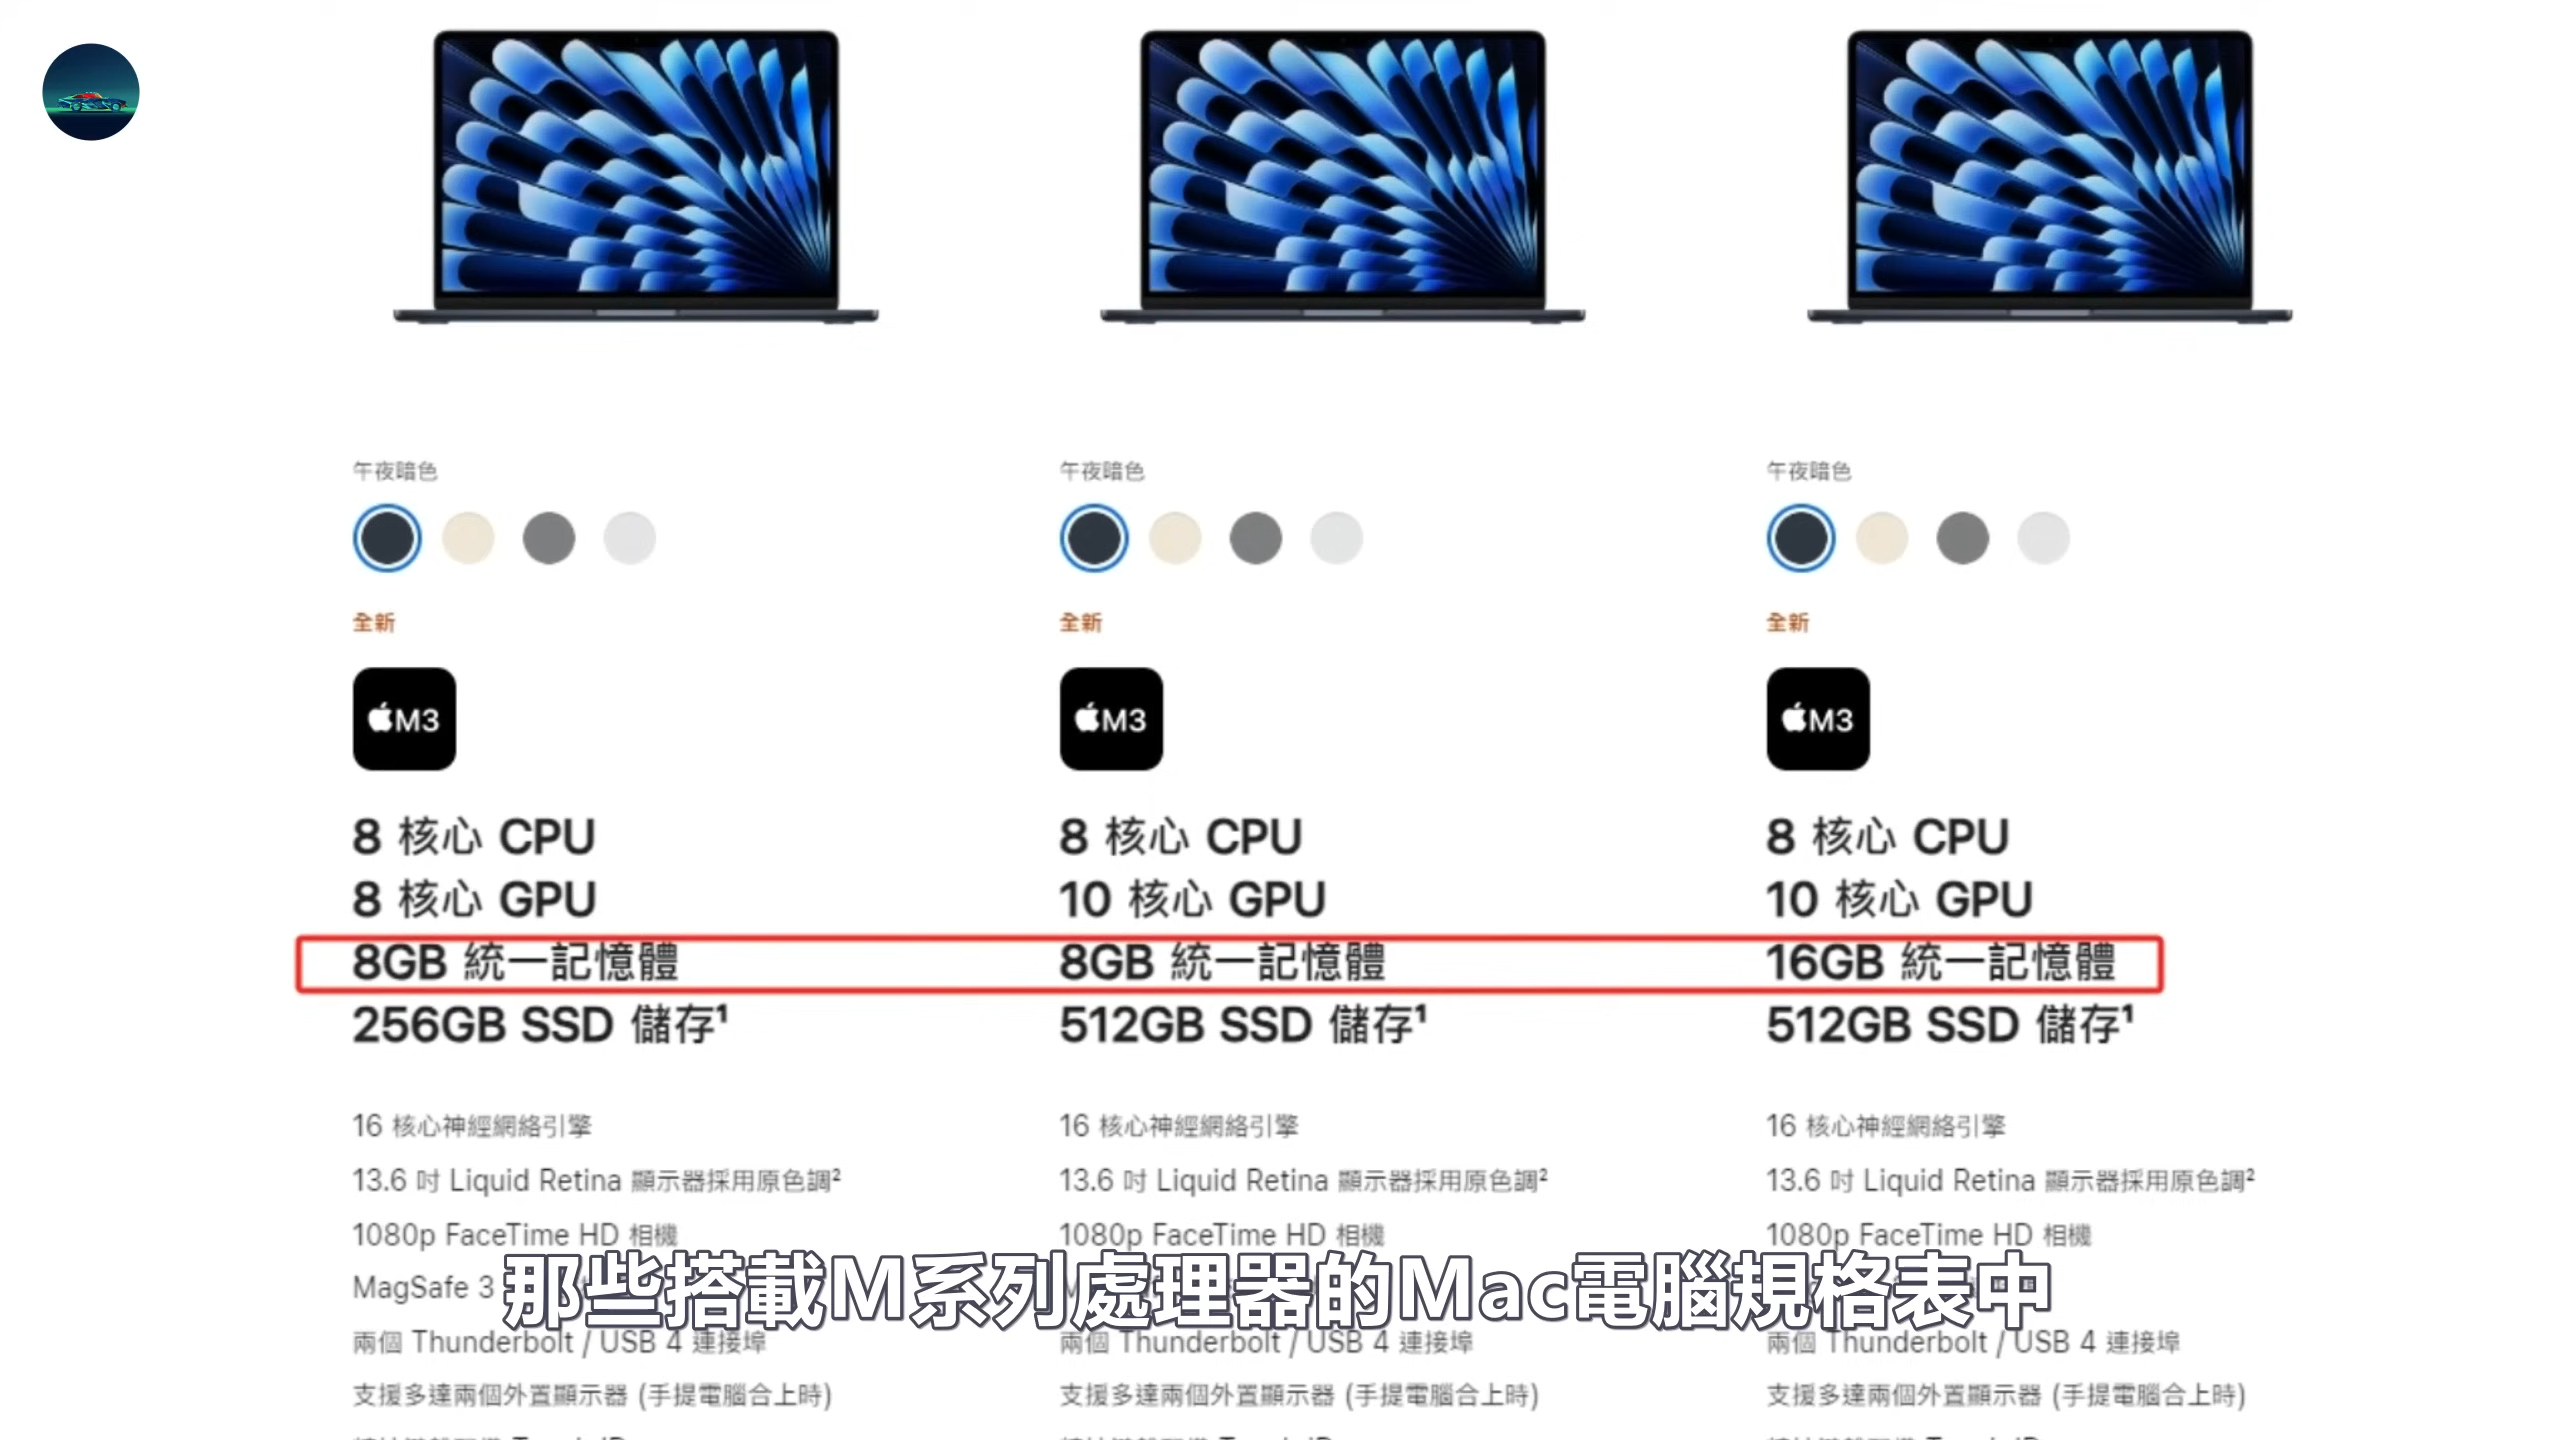 午夜暗色
全新
M3
8 核心 CPU
8 核心 GPU
8GB 統一記憶體
256GB SSD 儲存¹
16 核心神經網絡引擎
13.6 吋 Liquid Retina 顯示器採用原色調²
1080p FaceTime HD 相機
MagSafe 3
兩個 Thunderbolt / USB 4 連接埠
支援多達兩個外置顯示器 (手提電腦合上時)
午夜暗色
全新
M3
8 核心 CPU
10 核心 GPU
8GB 統一記憶體
512GB SSD 儲存¹
16 核心神經網絡引擎
13.6 吋 Liquid Retina 顯示器採用原色調²
1080p FaceTime HD 相機
兩個 Thunderbolt / USB 4 連接埠
支援多達兩個外置顯示器 (手提電腦合上時)
午夜暗色
全新
M3
8 核心 CPU
10 核心 GPU
16GB 統一記憶體
512GB SSD 儲存¹
16 核心神經網絡引擎
13.6 吋 Liquid Retina 顯示器採用原色調²
1080p FaceTime HD 相機
兩個 Thunderbolt / USB 4 連接埠
支援多達兩個外置顯示器 (手提電腦合上時)
那些搭載M系列處理器的Mac電腦規格表中